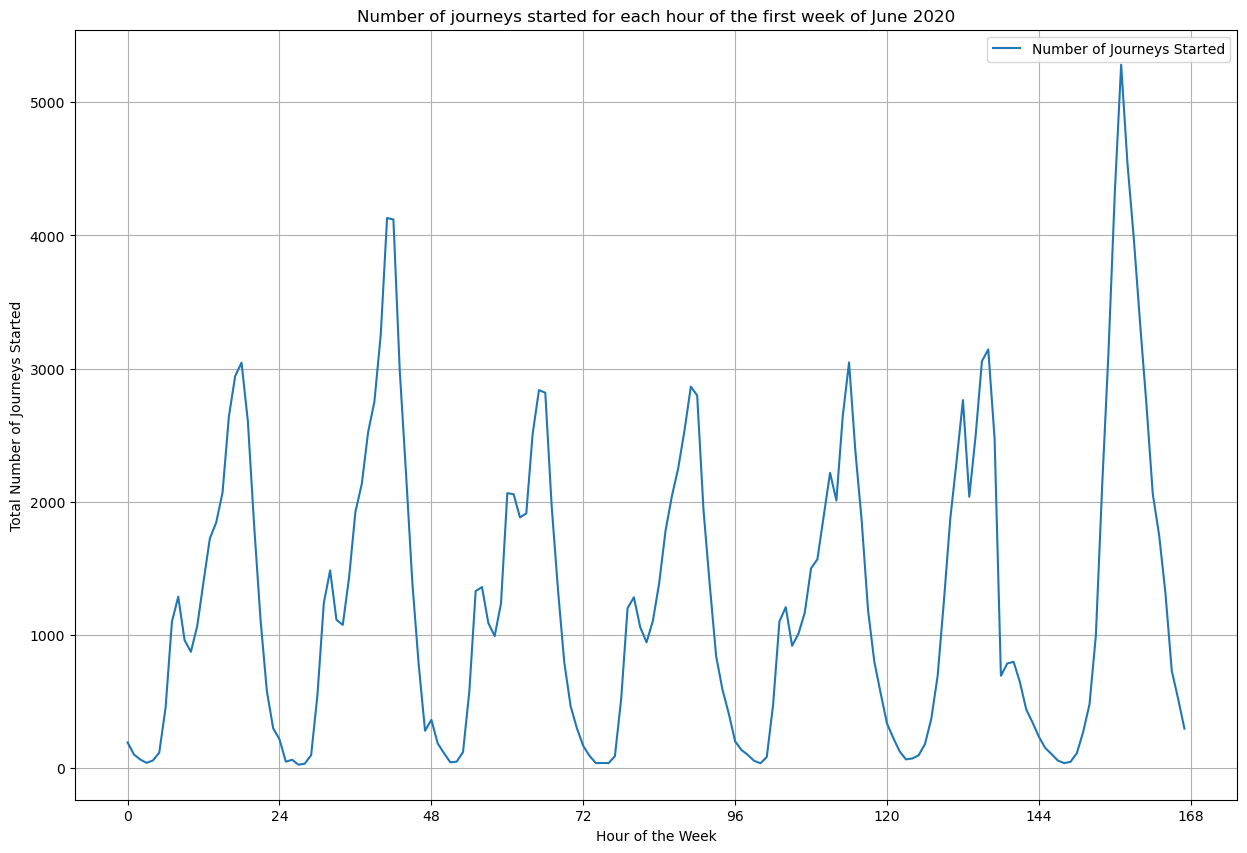 Number of journeys started for each hour of the first week of June 2020
Number of Journeys Started
5000
4000
3000
2000
1000
0
Total Number of Journeys Started
0 24 48 72 96 120 144 168
Hour of the Week